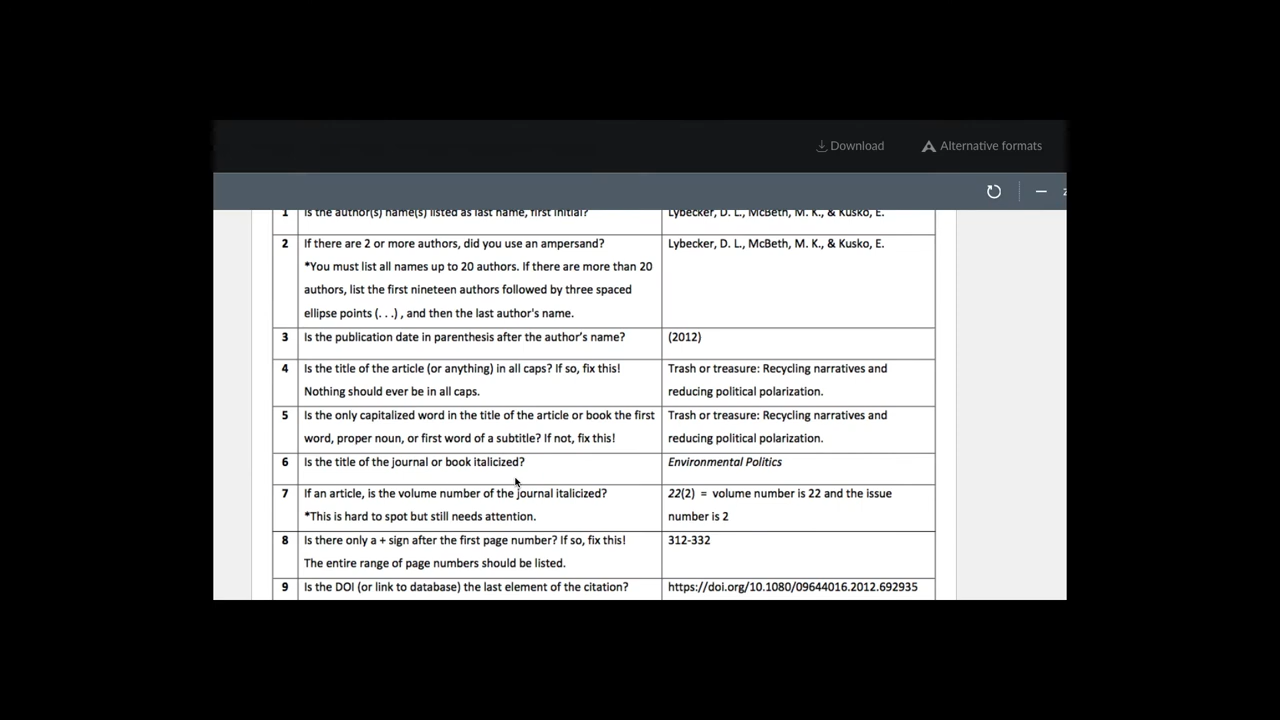 Download
Alternative formats
1 Is the author(s) name(s) listed as last name, first initial? Lybecker, D. L., McBeth, M. K., & Kusko, E.
2 If there are 2 or more authors, did you use an ampersand? Lybecker, D. L., McBeth, M. K., & Kusko, E.
*You must list all names up to 20 authors. If there are more than 20
authors, list the first nineteen authors followed by three spaced
ellipse points (. . .) , and then the last author's name.
3 Is the publication date in parenthesis after the author’s name? (2012)
4 Is the title of the article (or anything) in all caps? If so, fix this! Trash or treasure: Recycling narratives and
Nothing should ever be in all caps. reducing political polarization.
5 Is the only capitalized word in the title of the article or book the first Trash or treasure: Recycling narratives and
word, proper noun, or first word of a subtitle? If not, fix this! reducing political polarization.
6 Is the title of the journal or book italicized? Environmental Politics
7 If an article, is the volume number of the journal italicized? 22(2) = volume number is 22 and the issue
*This is hard to spot but still needs attention. number is 2
8 Is there only a + sign after the first page number? If so, fix this! 312-332
The entire range of page numbers should be listed.
9 Is the DOI (or link to database) the last element of the citation? https://doi.org/10.1080/09644016.2012.692935